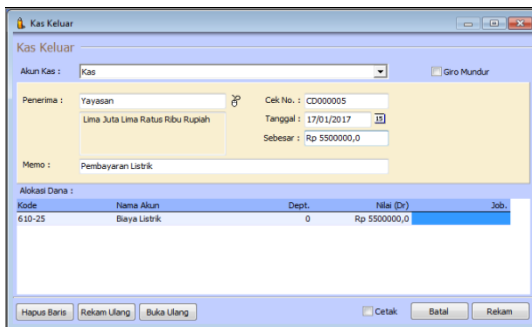 Kas Keluar
Kas Keluar
Akun Kas : Kas Giro Mundur
Penerima : Yayasan Cek No. : CD000005
Lima Juta Lima Ratus Ribu Rupiah Tanggal : 17/01/2017 15
Sebesar : Rp 5500000,0
Memo : Pembayaran Listrik
Alokasi Dana :
Kode Nama Akun Dept. Nilai (Dr) Job.
610-25 Biaya Listrik 0 Rp 5500000,0
Hapus Baris Rekam Ulang Buka Ulang Cetak Batal Rekam